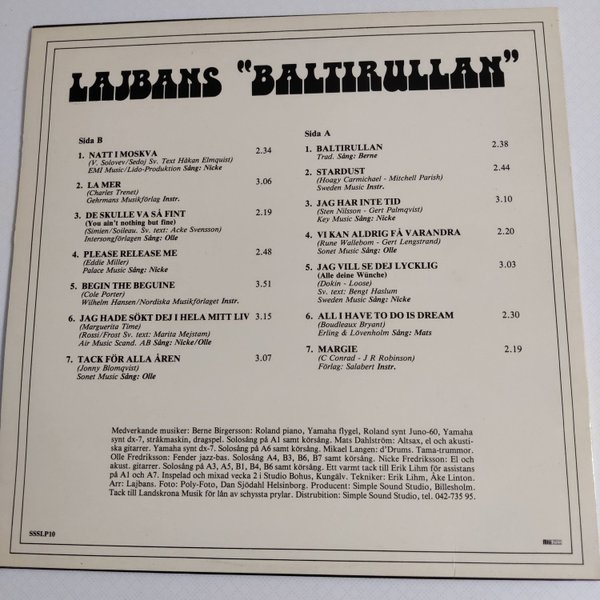 LAJBANS "BALTIRULLAN"
Sida B
1. NATT I MOSKVA 2.34
(V. Solovev/Sedoj Sv. Text Håkan Elmquist)
EMI Music/Lido-Produktion Sång: Nicke
2. LA MER 3.06
(Charles Trenet)
Gehrmans Musikförlag Instr.
3. DE SKULLE VA SÅ FINT 2.19
(You ain't nothing but fine)
(Simien/Soileau. Sv. text: Acke Svensson)
Intersongförlagen Sång: Olle
4. PLEASE RELEASE ME 2.48
(Eddie Miller)
Palace Music Sång: Nicke
5. BEGIN THE BEGUINE 3.51
(Cole Porter)
Wilhelm Hansen/Nordiska Musikförlaget Instr.
6. JAG HADE SÖKT DEJ I HELA MITT LIV 3.15
(Marguerita Time)
(Rossi/Frost Sv. text: Marita Mejstam)
Air Music Scand. AB Sång: Nicke/Olle
7. TACK FÖR ALLA ÅREN 3.07
(Jonny Blomqvist)
Sonet Music Sång: Olle
Sida A
1. BALTIRULLAN 2.38
Trad. Sång: Berne
2. STARDUST 2.44
(Hoagy Carmichael - Mitchell Parish)
Sweden Music Instr.
3. JAG HAR INTE TID 3.10
(Sten Nilsson - Gert Palmqvist)
Key Music Sång: Nicke
4. VI KAN ALDRIG FÅ VARANDRA 2.20
(Rune Wallebom - Gert Lengstrand)
Sonet Music Sång: Olle
5. JAG VILL SE DEJ LYCKLIG 3.03
(Alle deine Wünche)
(Dokin - Loose)
Sv. text: Bengt Haslum
Sweden Music Sång: Nicke
6. ALL I HAVE TO DO IS DREAM 2.30
(Boudleaux Bryant)
Erling & Lövenholm Sång: Mats
7. MARGIE 2.19
(C Conrad - J R Robinson)
Förlag: Salabert Instr.
Medverkande musiker: Berne Birgersson: Roland piano, Yamaha flygel, Roland synt Juno-60, Yamaha
synt dx-7, stråkmaskin, dragspel. Solosång på A1 samt körsång. Mats Dahlström: Altsax, el och akusti-
ska gitarrer. Yamaha synt dx-7. Solosång på A6 samt körsång. Mikael Langen: d'Drums. Tama-trummor.
Olle Fredriksson: Fender jazz-bas. Solosång A4, B3, B6, B7 samt körsång. Nicke Fredriksson: El och
akust. gitarrer. Solosång på A3, A5, B1, B4, B6 samt körsång. Ett varmt tack till Erik Lihm för assistans
på A1 och A7. Inspelad och mixad vecka 2 i Studio Bohus, Kungälv. Tekniker: Erik Lihm, Åke Linton.
Arr: Lajbans. Foto: Poly-Foto, Dan Sjödahl Helsinborg. Producent: Simple Sound Studio, Billesholm.
Tack till Landskrona Musik för lån av schyssta prylar. Distrubition: Simple Sound Studio, tel. 042-735 95.
SSSLP10